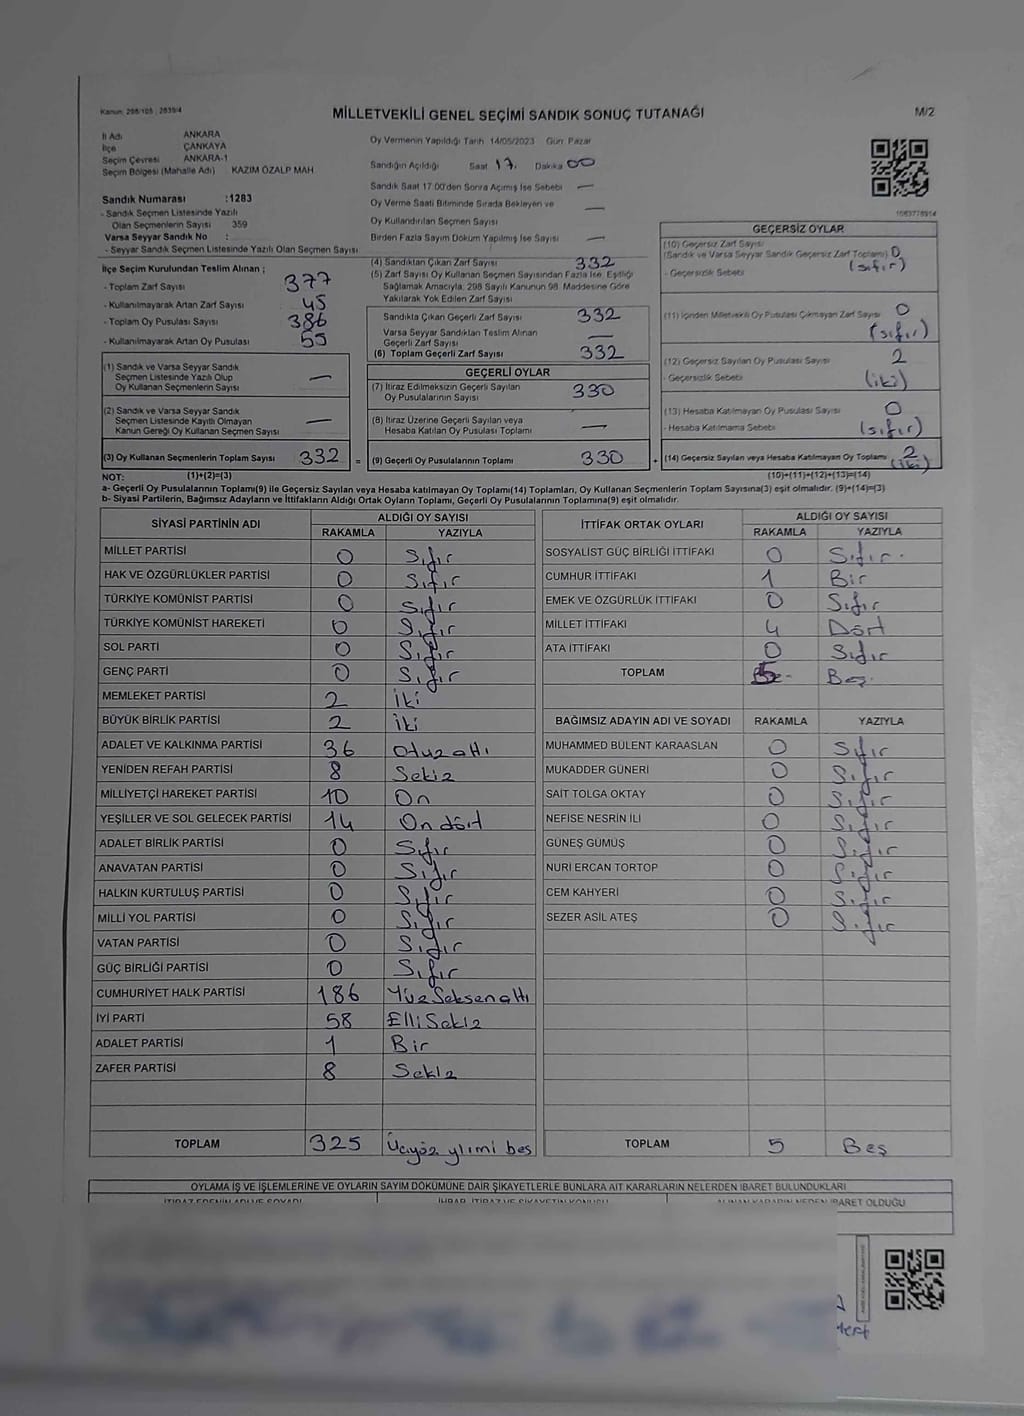 Kanun: 298/105 ; 2839/4
MİLLETVEKİLİ GENEL SEÇİMİ SANDIK SONUÇ TUTANAĞI
M/2
İl Adı ANKARA
İlçe ÇANKAYA
Seçim Çevresi ANKARA-1
Seçim Bölgesi (Mahalle Adı) KAZIM ÖZALP MAH
Sandık Numarası :1283
- Sandık Seçmen Listesinde Yazılı
Olan Seçmenlerin Sayısı 359
Varsa Seyyar Sandık No :
- Seyyar Sandık Seçmen Listesinde Yazılı Olan Seçmen Sayısı
Oy Vermenin Yapıldığı Tarih 14/05/2023 Gün Pazar
Sandığın Açıldığı Saat 17. Dakika 00
Sandık Saat 17.00'den Sonra Açımış İse Sebebi —
Oy Verme Saati Bitiminde Sırada Bekleyen ve —
Oy Kullandırılan Seçmen Sayısı
Birden Fazla Sayım Döküm Yapılmış İse Sayısı —
1083778914
İlçe Seçim Kurulundan Teslim Alınan ;
- Toplam Zarf Sayısı 377
- Kullanılmayarak Artan Zarf Sayısı 45
- Toplam Oy Pusulası Sayısı 386
- Kullanılmayarak Artan Oy Pusulası 55
(1) Sandık ve Varsa Seyyar Sandık
Seçmen Listesinde Yazılı Olup —
Oy Kullanan Seçmenlerin Sayısı
(2) Sandık ve Varsa Seyyar Sandık
Seçmen Listesinde Kayıtlı Olmayan —
Kanun Gereği Oy Kullanan Seçmen Sayısı
(3) Oy Kullanan Seçmenlerin Toplam Sayısı 332 =
(4) Sandıktan Çıkan Zarf Sayısı 332
(5) Zarf Sayısı Oy Kullanan Seçmen Sayısından Fazla İse, Eşitliği
Sağlamak Amacıyla, 298 Sayılı Kanunun 98. Maddesine Göre
Yakılarak Yok Edilen Zarf Sayısı
Sandıkla Çıkan Geçerli Zarf Sayısı 332
Varsa Seyyar Sandıktan Teslim Alınan —
Geçerli Zarf Sayısı
(6) Toplam Geçerli Zarf Sayısı 332
GEÇERLİ OYLAR
(7) İtiraz Edilmeksizin Geçerli Sayılan 330
Oy Pusulalarının Sayısı
(8) İtiraz Üzerine Geçerli Sayılan veya —
Hesaba Katılan Oy Pusulası Toplamı
(9) Geçerli Oy Pusulalarının Toplamı 330 +
GEÇERSİZ OYLAR
(10) Geçersiz Zarf Sayısı
(Sandık ve Varsa Seyyar Sandık Geçersiz Zarf Toplamı) 0
- Geçersizlik Sebebi (sıfır)
(11) İçinden Milletvekili Oy Pusulası Çıkmayan Zarf Sayısı 0
(sıfır)
(12) Geçersiz Sayılan Oy Pusulası Sayısı 2
- Geçersizlik Sebebi (iki)
(13) Hesaba Katılmayan Oy Pusulası Sayısı 0
- Hesaba Katılmama Sebebi (sıfır)
(14) Geçersiz Sayılan veya Hesaba Katılmayan Oy Toplamı 2
(iki)
NOT: (1)+(2)=(3)
(10)+(11)+(12)+(13)=(14)
a- Geçerli Oy Pusulalarının Toplamı(9) ile Geçersiz Sayılan veya Hesaba katılmayan Oy Toplamı(14) Toplamları, Oy Kullanan Seçmenlerin Toplam Sayısına(3) eşit olmalıdır. (9)+(14)=(3)
b- Siyasi Partilerin, Bağımsız Adayların ve İttifakların Aldığı Ortak Oyların Toplamı, Geçerli Oy Pusulalarının Toplamına(9) eşit olmalıdır.
SİYASİ PARTİNİN ADI ALDIĞI OY SAYISI
RAKAMLA YAZIYLA
MİLLET PARTİSİ 0 Sıfır
HAK VE ÖZGÜRLÜKLER PARTİSİ 0 Sıfır
TÜRKİYE KOMÜNİST PARTİSİ 0 Sıfır
TÜRKİYE KOMÜNİST HAREKETİ 0 Sıfır
SOL PARTİ 0 Sıfır
GENÇ PARTİ 0 Sıfır
MEMLEKET PARTİSİ 2 İki
BÜYÜK BİRLİK PARTİSİ 2 İki
ADALET VE KALKINMA PARTİSİ 36 Otuzaltı
YENİDEN REFAH PARTİSİ 8 Sekiz
MİLLİYETÇİ HAREKET PARTİSİ 10 On
YEŞİLLER VE SOL GELECEK PARTİSİ 14 On dört
ADALET BİRLİK PARTİSİ 0 Sıfır
ANAVATAN PARTİSİ 0 Sıfır
HALKIN KURTULUŞ PARTİSİ 0 Sıfır
MİLLİ YOL PARTİSİ 0 Sıfır
VATAN PARTİSİ 0 Sıfır
GÜÇ BİRLİĞİ PARTİSİ 0 Sıfır
CUMHURİYET HALK PARTİSİ 186 YüzSeksenaltı
İYİ PARTİ 58 ElliSekiz
ADALET PARTİSİ 1 Bir
ZAFER PARTİSİ 8 Sekiz
TOPLAM 325 Üçyüz yirmi beş
İTTİFAK ORTAK OYLARI ALDIĞI OY SAYISI
RAKAMLA YAZIYLA
SOSYALİST GÜÇ BİRLİĞİ İTTİFAKI 0 Sıfır.
CUMHUR İTTİFAKI 1 Bir
EMEK VE ÖZGÜRLÜK İTTİFAKI 0 Sıfır
MİLLET İTTİFAKI 4 Dört
ATA İTTİFAKI 0 Sıfır
TOPLAM 5 Beş.
BAĞIMSIZ ADAYIN ADI VE SOYADI RAKAMLA YAZIYLA
MUHAMMED BÜLENT KARAASLAN 0 Sıfır
MUKADDER GÜNERİ 0 Sıfır
SAİT TOLGA OKTAY 0 Sıfır
NEFİSE NESRİN İLİ 0 Sıfır
GÜNEŞ GÜMÜŞ 0 Sıfır
NURİ ERCAN TORTOP 0 Sıfır
CEM KAHYERİ 0 Sıfır
SEZER ASİL ATEŞ 0 Sıfır
TOPLAM 5 Beş
OYLAMA İŞ VE İŞLEMLERİNE VE OYLARIN SAYIM DÖKÜMÜNE DAİR ŞİKAYETLERLE BUNLARA AİT KARARLARIN NELERDEN İBARET BULUNDUKLARI
İTİRAZ EDENİN ADI VE SOYADI İHBAR, İTİRAZ VE ŞİKAYETİN KONUSU ALINAN KARARIN NEDEN İBARET OLDUĞU